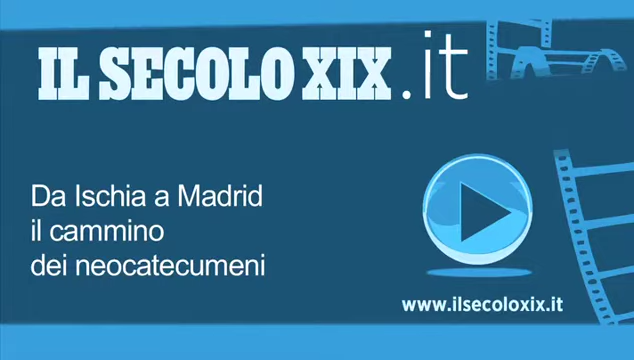 IL SECOLO XIX.it
Da Ischia a Madrid
il cammino
dei neocatecumeni
www.ilsecoloxix.it